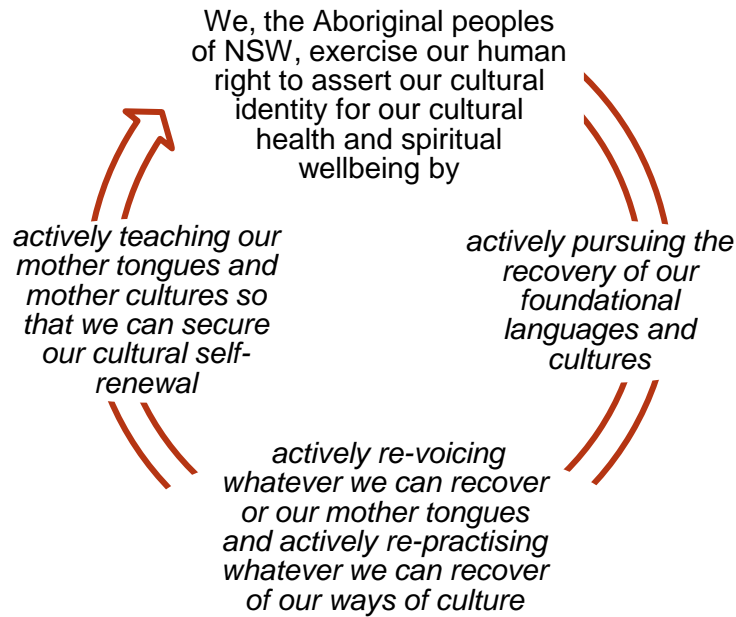 We, the Aboriginal peoples
of NSW, exercise our human
right to assert our cultural
identity for our cultural
health and spiritual
wellbeing by
actively pursuing the
recovery of our
foundational
languages and
cultures
actively re-voicing
whatever we can recover
or our mother tongues
and actively re-practising
whatever we can recover
of our ways of culture
actively teaching our
mother tongues and
mother cultures so
that we can secure
our cultural self-
renewal